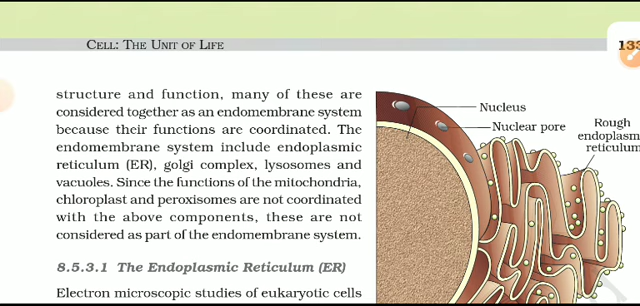 CELL: THE UNIT OF LIFE
133
structure and function, many of these are
considered together as an endomembrane system
because their functions are coordinated. The
endomembrane system include endoplasmic
reticulum (ER), golgi complex, lysosomes and
vacuoles. Since the functions of the mitochondria,
chloroplast and peroxisomes are not coordinated
with the above components, these are not
considered as part of the endomembrane system.
8.5.3.1 The Endoplasmic Reticulum (ER)
Electron microscopic studies of eukaryotic cells
Nucleus
Nuclear pore
Rough
endoplasm
reticulum